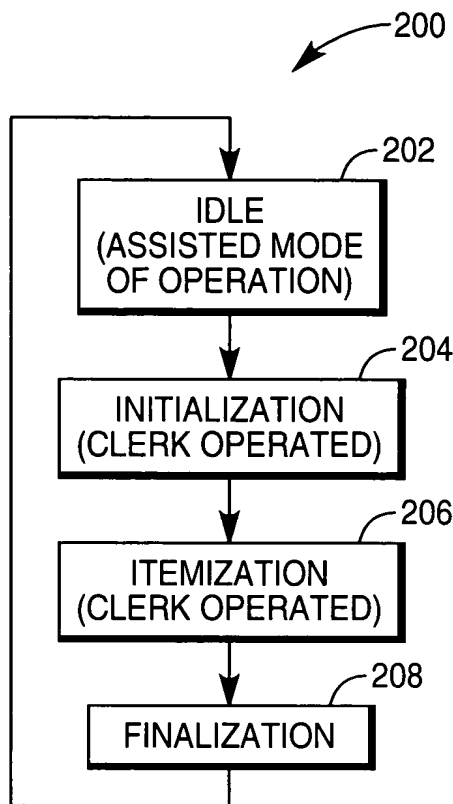 200
202
IDLE
(ASSISTED MODE
OF OPERATION)
204
INITIALIZATION
(CLERK OPERATED)
206
ITEMIZATION
(CLERK OPERATED)
208
FINALIZATION